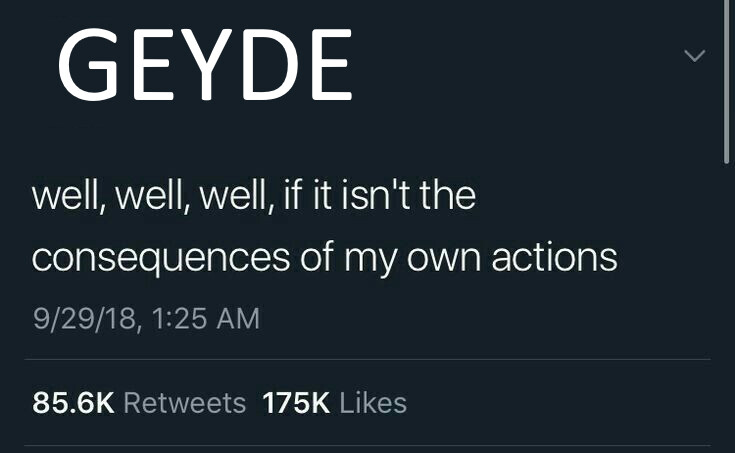 GEYDE
well, well, well, if it isn't the
consequences of my own actions
9/29/18, 1:25 AM
85.6K Retweets 175K Likes